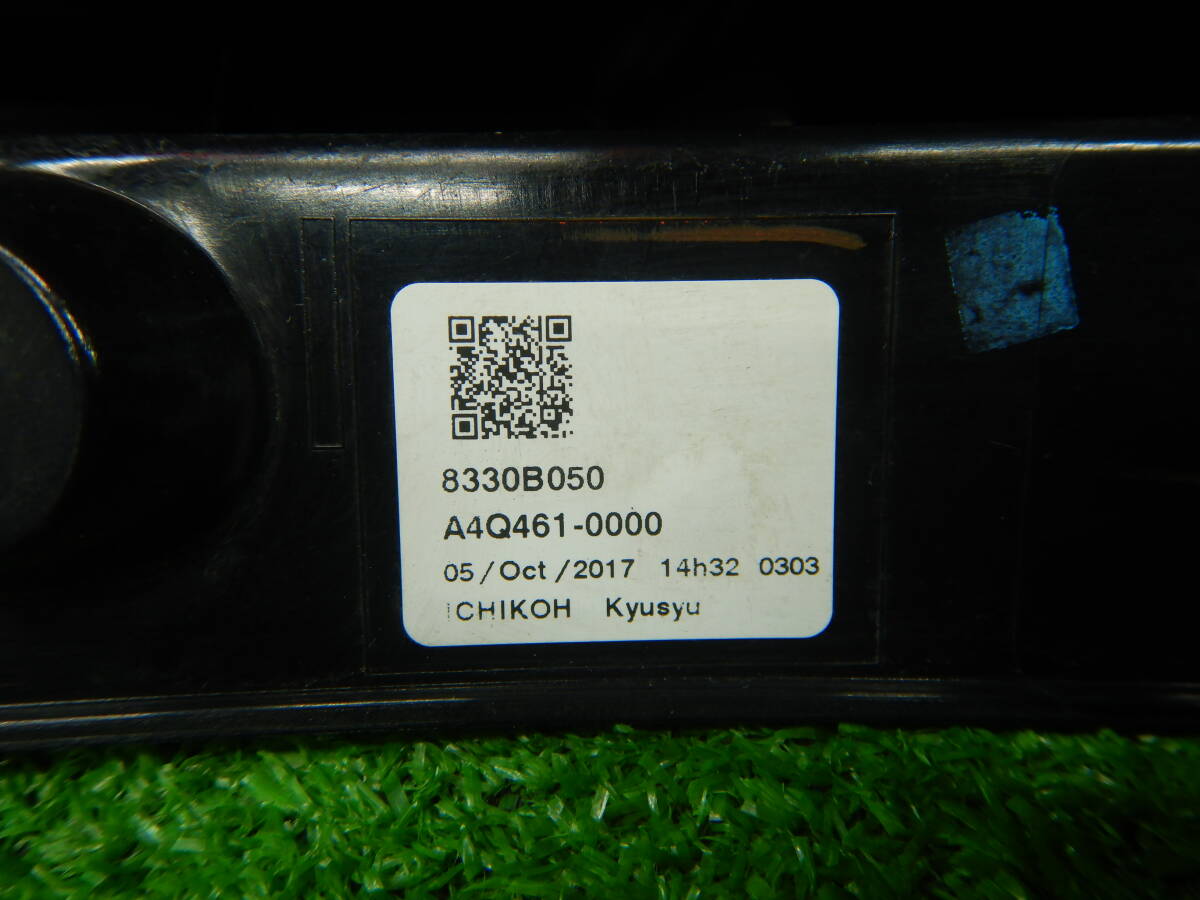 8330B050
A4Q461-0000
05/Oct/2017 14h32 0303
ICHIKOH Kyusyu